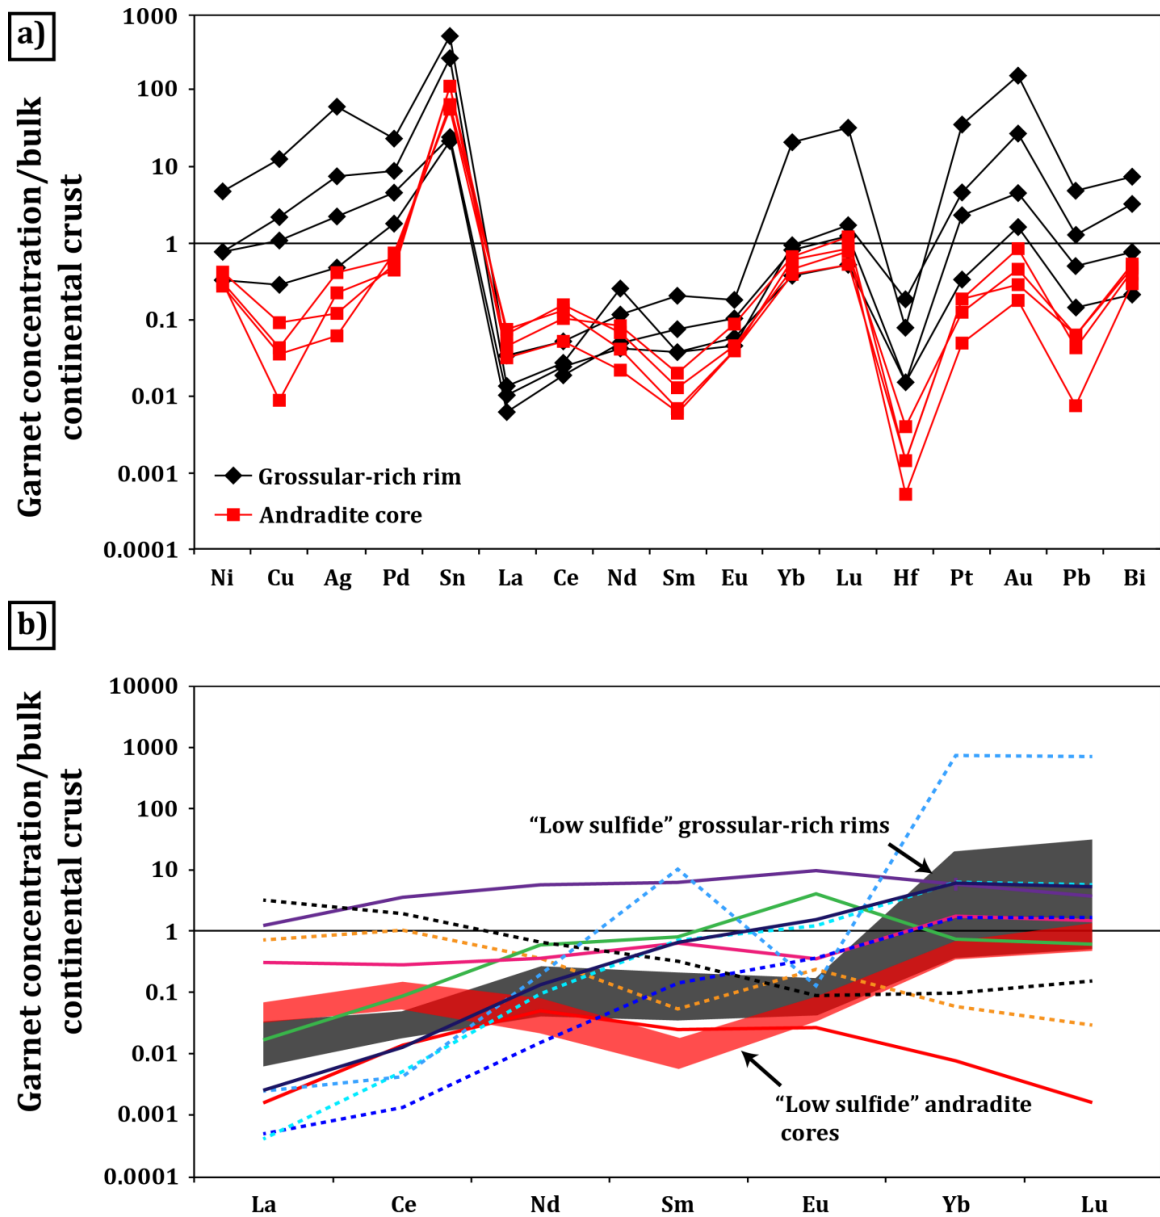 a)
Garnet concentration/bulk
continental crust
1000
100
10
1
0.1
0.01
0.001
0.0001
Grossular-rich rim
Andradite core
Ni Cu Ag Pd Sn La Ce Nd Sm Eu Yb Lu Hf Pt Au Pb Bi
b)
Garnet concentration/bulk
continental crust
10000
1000
100
10
1
0.1
0.01
0.001
0.0001
“Low sulfide” grossular-rich rims
“Low sulfide” andradite
cores
La Ce Nd Sm Eu Yb Lu